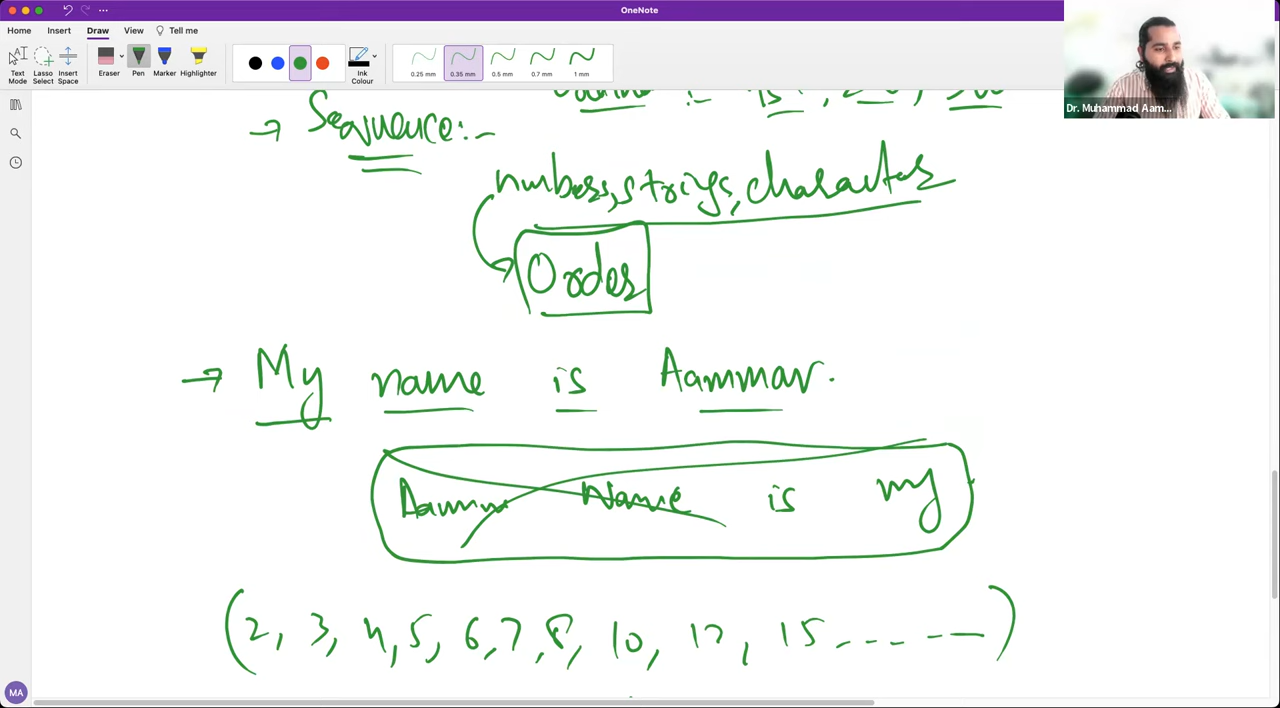 OneNote
Home Insert Draw View Tell me
Text Mode Lasso Select Insert Space Eraser Pen Marker Highlighter Ink Colour 0.25 mm 0.35 mm 0.5 mm 0.7 mm 1 mm
Dr. Muhammad Aam...
→ Sequence:-
numbers, strings, character
Order
→ My name is Aammar.
Aamm Name is my
(2, 3, 4, 5, 6, 7, 8, 10, 12, 15 --- -- )
MA